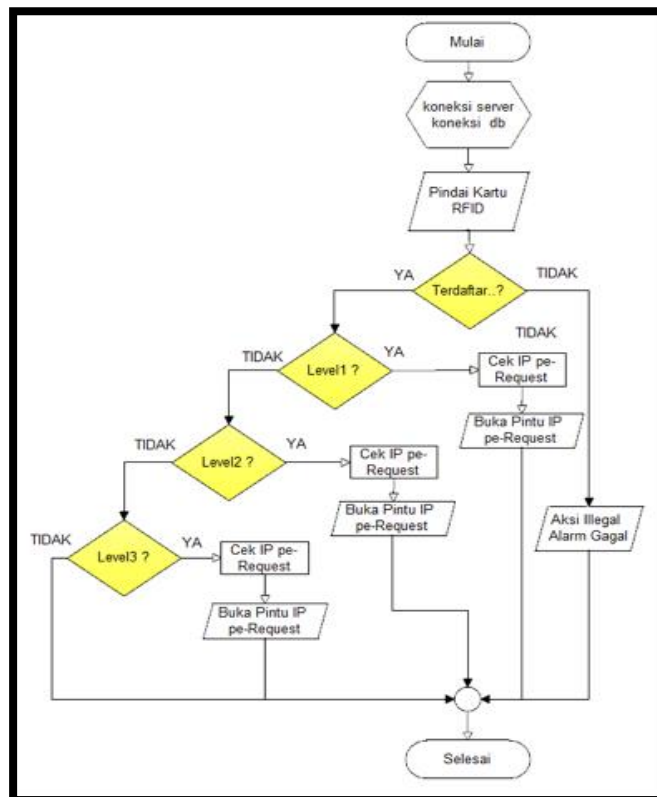 Mulai
koneksi server
koneksi db
Pindai Kartu
RFID
YA
TIDAK
Terdaftar..?
TIDAK
TIDAK
YA
Level1 ?
Cek IP pe-
Request
Buka Pintu IP
pe-Request
TIDAK
YA
Level2 ?
Cek IP pe-
Request
Buka Pintu IP
pe-Request
Aksi Illegal
Alarm Gagal
TIDAK
YA
Level3 ?
Cek IP pe-
Request
Buka Pintu IP
pe-Request
Selesai